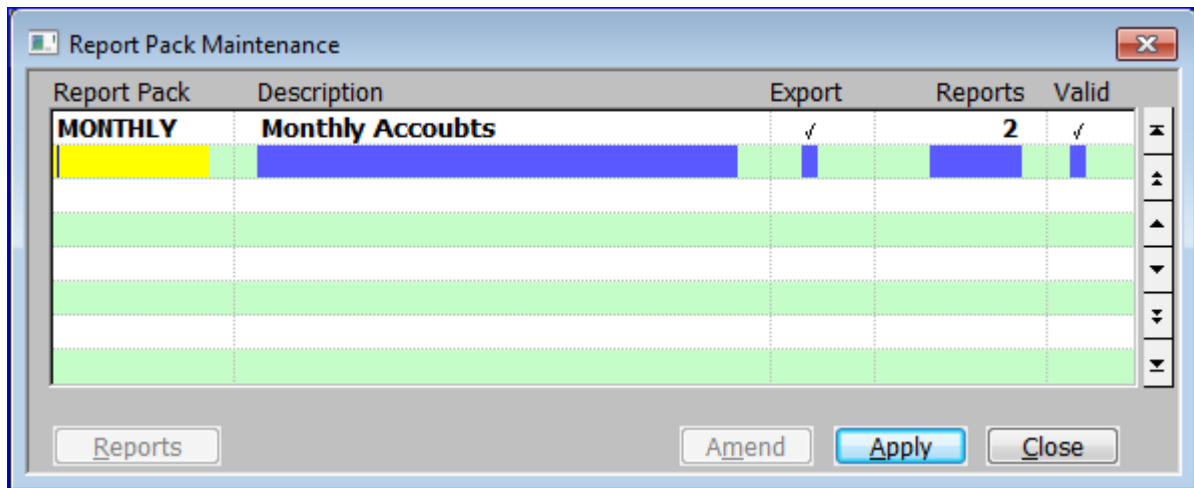 Report Pack Maintenance
Report Pack Description Export Reports Valid
MONTHLY Monthly Accoubts √ 2 √
Reports Amend Apply Close